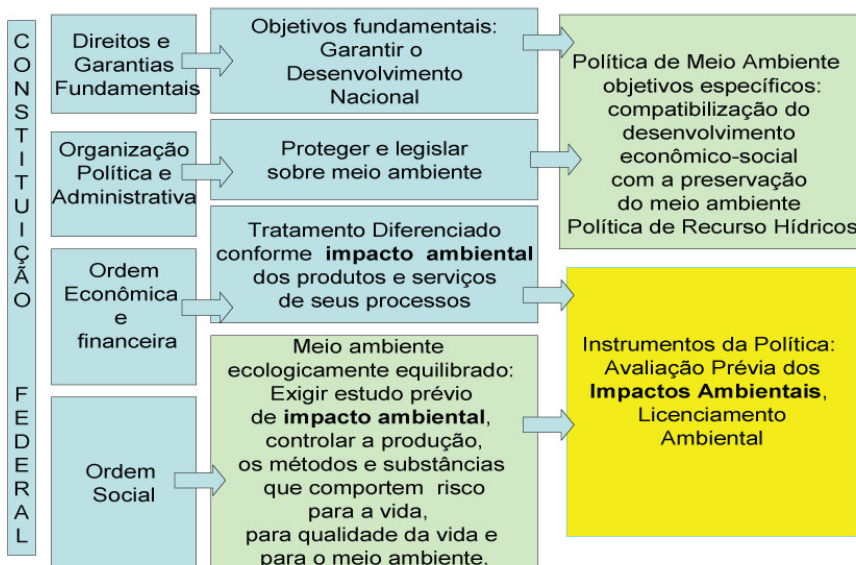 CONSTITUIÇÃO FEDERAL
Direitos e
Garantias
Fundamentais
Objetivos fundamentais:
Garantir o
Desenvolvimento
Nacional
Política de Meio Ambiente
objetivos específicos:
compatibilização do
desenvolvimento
econômico-social
com a preservação
do meio ambiente
Política de Recurso Hídricos
Organização
Política e
Administrativa
Proteger e legislar
sobre meio ambiente
Ordem
Econômica
e
financeira
Tratamento Diferenciado
conforme impacto ambiental
dos produtos e serviços
de seus processos
Instrumentos da Política:
Avaliação Prévia dos
Impactos Ambientais,
Licenciamento
Ambiental
Ordem
Social
Meio ambiente
ecologicamente equilibrado:
Exigir estudo prévio
de impacto ambiental,
controlar a produção,
os métodos e substâncias
que comportem risco
para a vida,
para qualidade da vida e
para o meio ambiente.